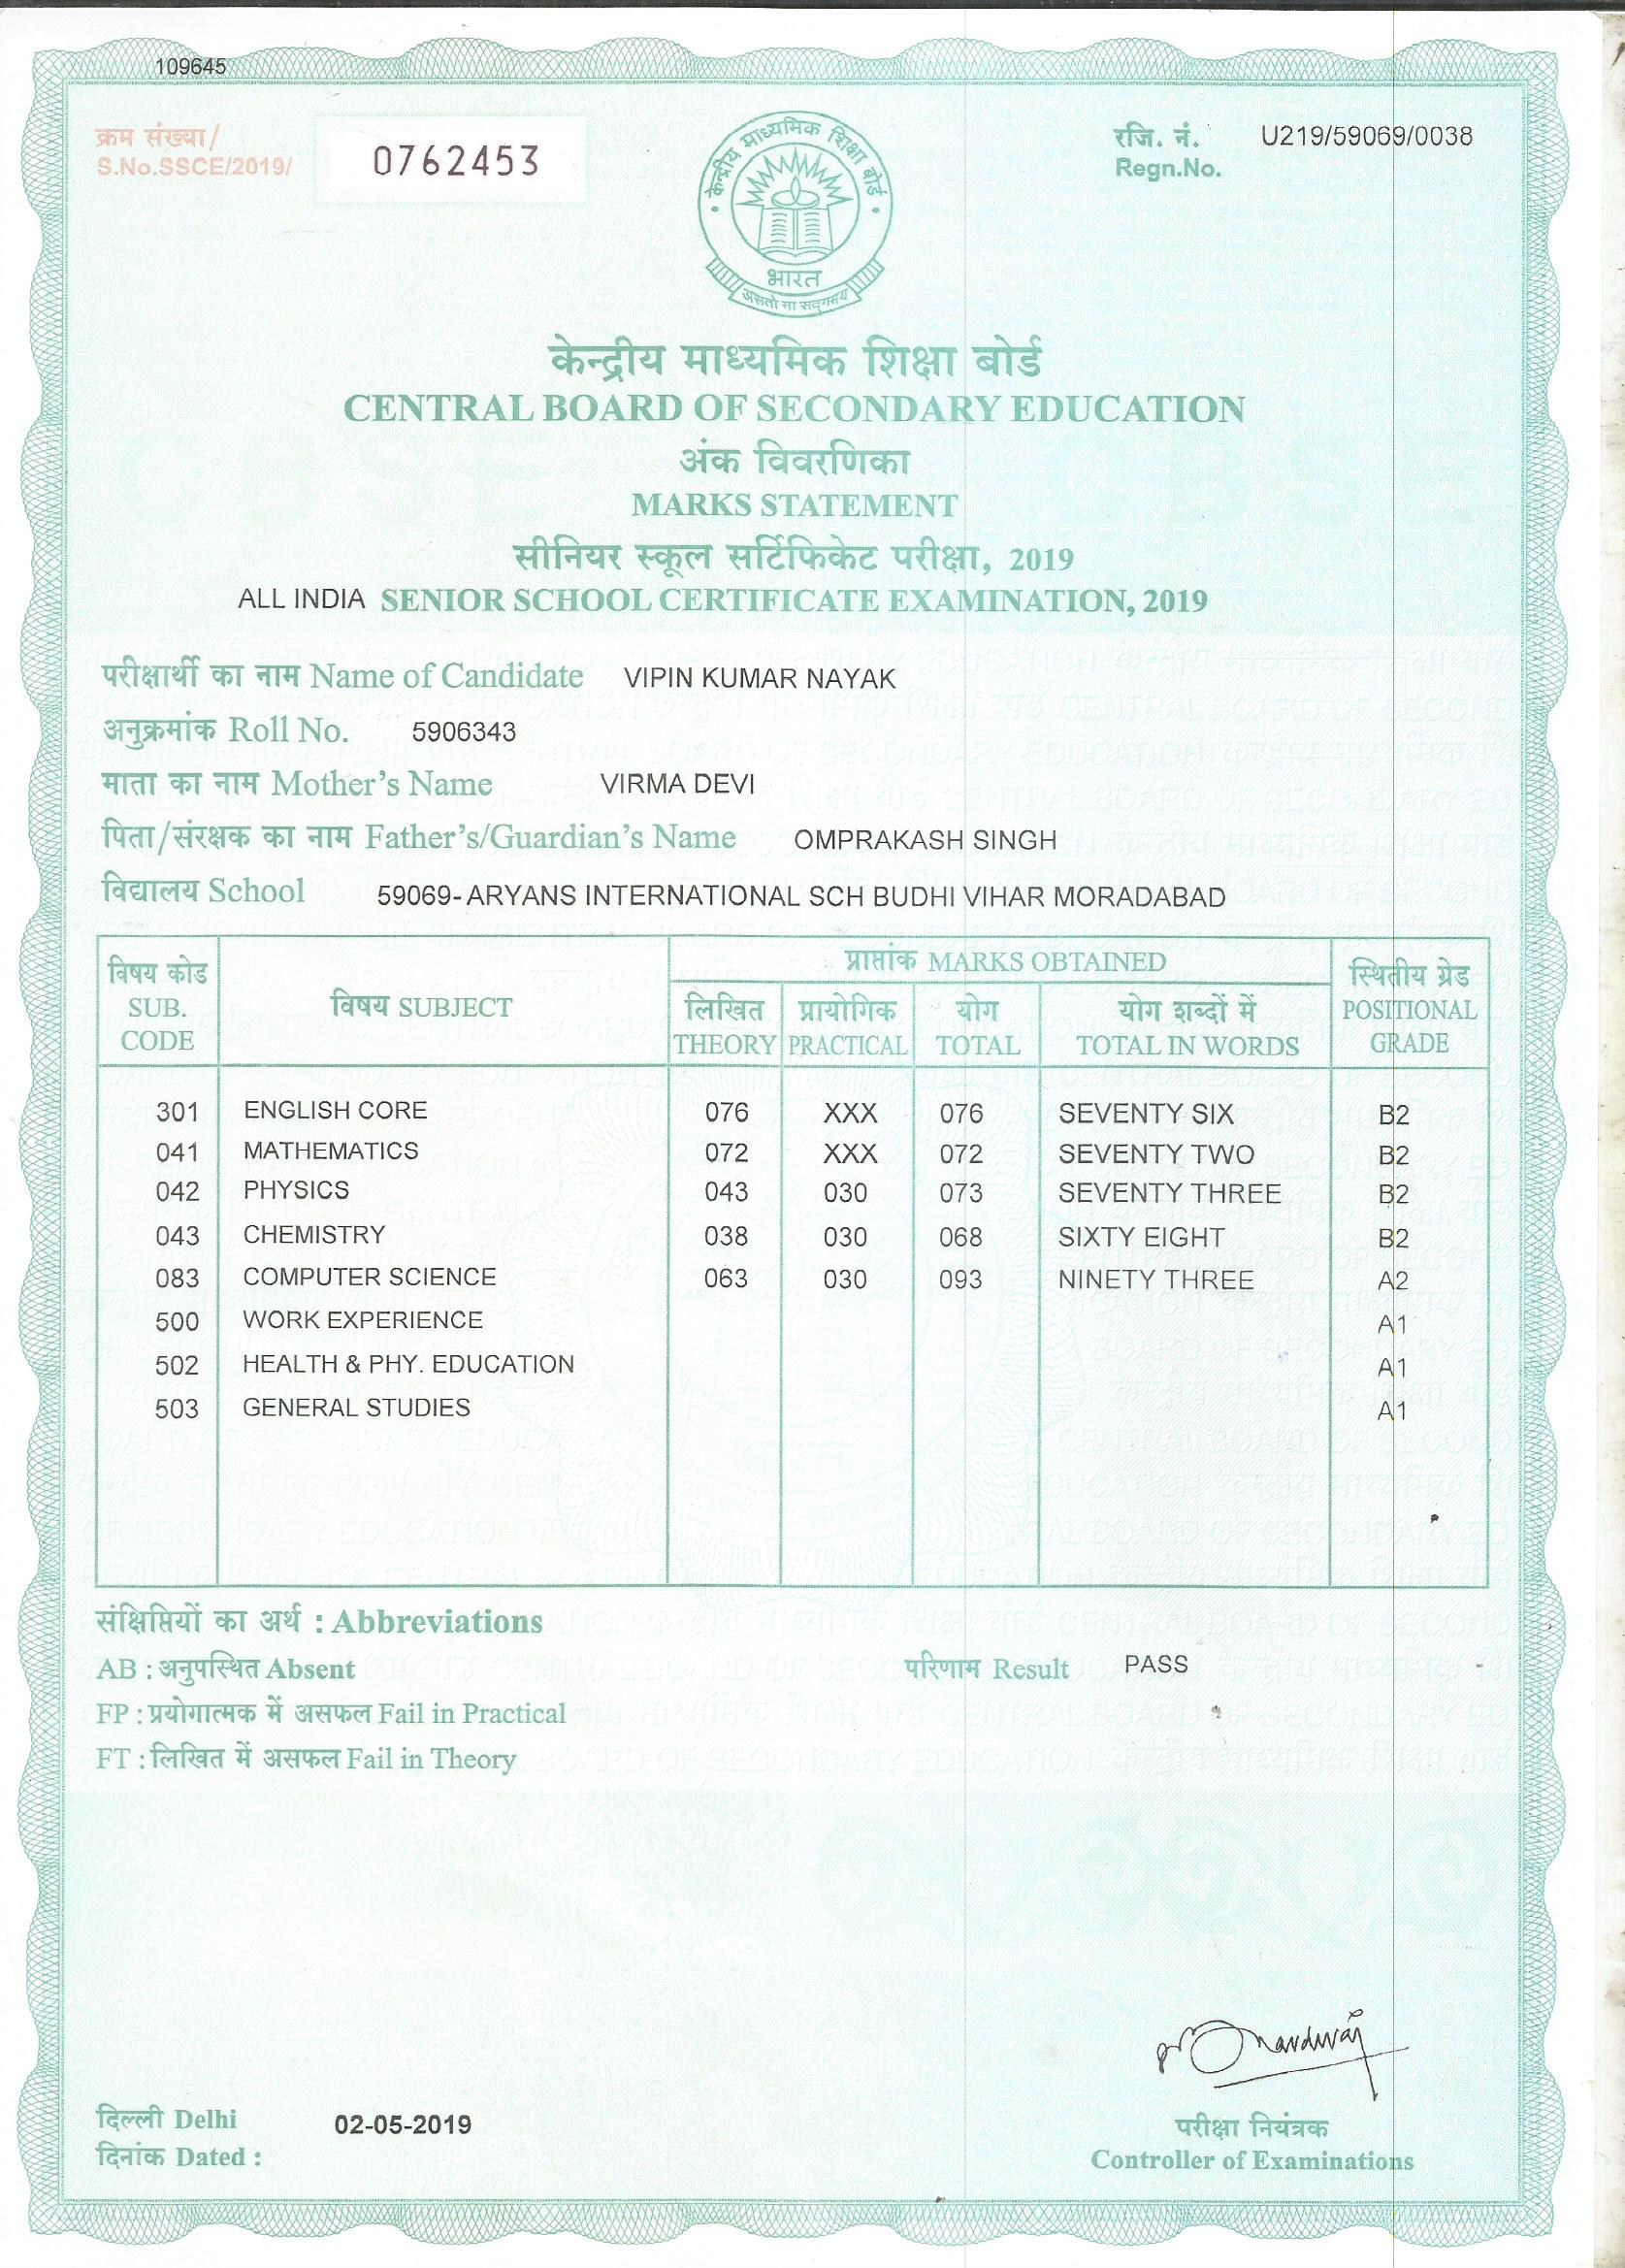 109645
क्रम संख्या/
S.No.SSCE/2019/
0762453
रजि. नं.
Regn.No.
U219/59069/0038
केन्द्रीय माध्यमिक शिक्षा बोर्ड
भारत
असतो मा सद्गमय
केन्द्रीय माध्यमिक शिक्षा बोर्ड
CENTRAL BOARD OF SECONDARY EDUCATION
अंक विवरणिका
MARKS STATEMENT
सीनियर स्कूल सर्टिफिकेट परीक्षा, 2019
ALL INDIA SENIOR SCHOOL CERTIFICATE EXAMINATION, 2019
CBSE CBSE
परीक्षार्थी का नाम Name of Candidate VIPIN KUMAR NAYAK
अनुक्रमांक Roll No. 5906343
माता का नाम Mother's Name VIRMA DEVI
पिता/संरक्षक का नाम Father's/Guardian's Name OMPRAKASH SINGH
विद्यालय School 59069-ARYANS INTERNATIONAL SCH BUDHI VIHAR MORADABAD
विषय कोड SUB. CODE
विषय SUBJECT
प्राप्तांक MARKS OBTAINED
लिखित THEORY
प्रायोगिक PRACTICAL
योग TOTAL
योग शब्दों में TOTAL IN WORDS
स्थितीय ग्रेड POSITIONAL GRADE
301 ENGLISH CORE 076 XXX 076 SEVENTY SIX B2
041 MATHEMATICS 072 XXX 072 SEVENTY TWO B2
042 PHYSICS 043 030 073 SEVENTY THREE B2
043 CHEMISTRY 038 030 068 SIXTY EIGHT B2
083 COMPUTER SCIENCE 063 030 093 NINETY THREE A2
500 WORK EXPERIENCE A1
502 HEALTH & PHY. EDUCATION A1
503 GENERAL STUDIES A1
संक्षिप्तियों का अर्थ : Abbreviations
AB : अनुपस्थित Absent
परिणाम Result PASS
FP : प्रयोगात्मक में असफल Fail in Practical
FT : लिखित में असफल Fail in Theory
दिल्ली Delhi
दिनांक Dated :
02-05-2019
परीक्षा नियंत्रक
Controller of Examinations